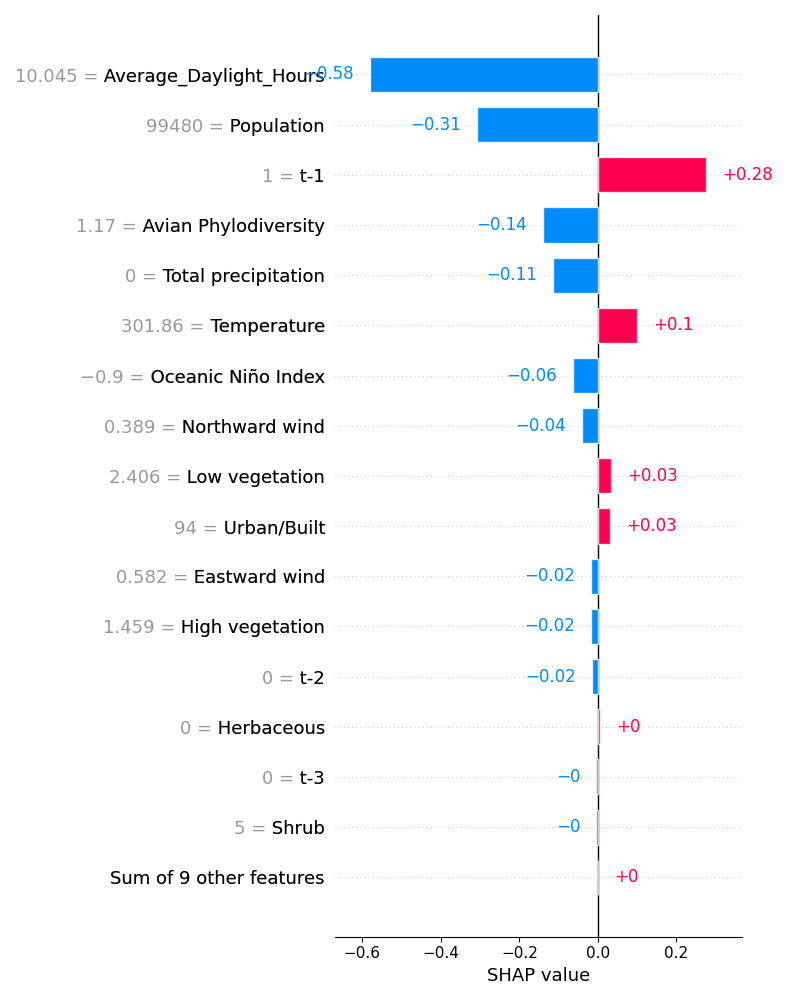 10.045 = Average_Daylight_Hours −0.58
99480 = Population −0.31
1 = t-1 +0.28
1.17 = Avian Phylodiversity −0.14
0 = Total precipitation −0.11
301.86 = Temperature +0.1
−0.9 = Oceanic Niño Index −0.06
0.389 = Northward wind −0.04
2.406 = Low vegetation +0.03
94 = Urban/Built +0.03
0.582 = Eastward wind −0.02
1.459 = High vegetation −0.02
0 = t-2 −0.02
0 = Herbaceous +0
0 = t-3 −0
5 = Shrub −0
Sum of 9 other features +0
−0.6 −0.4 −0.2 0.0 0.2
SHAP value